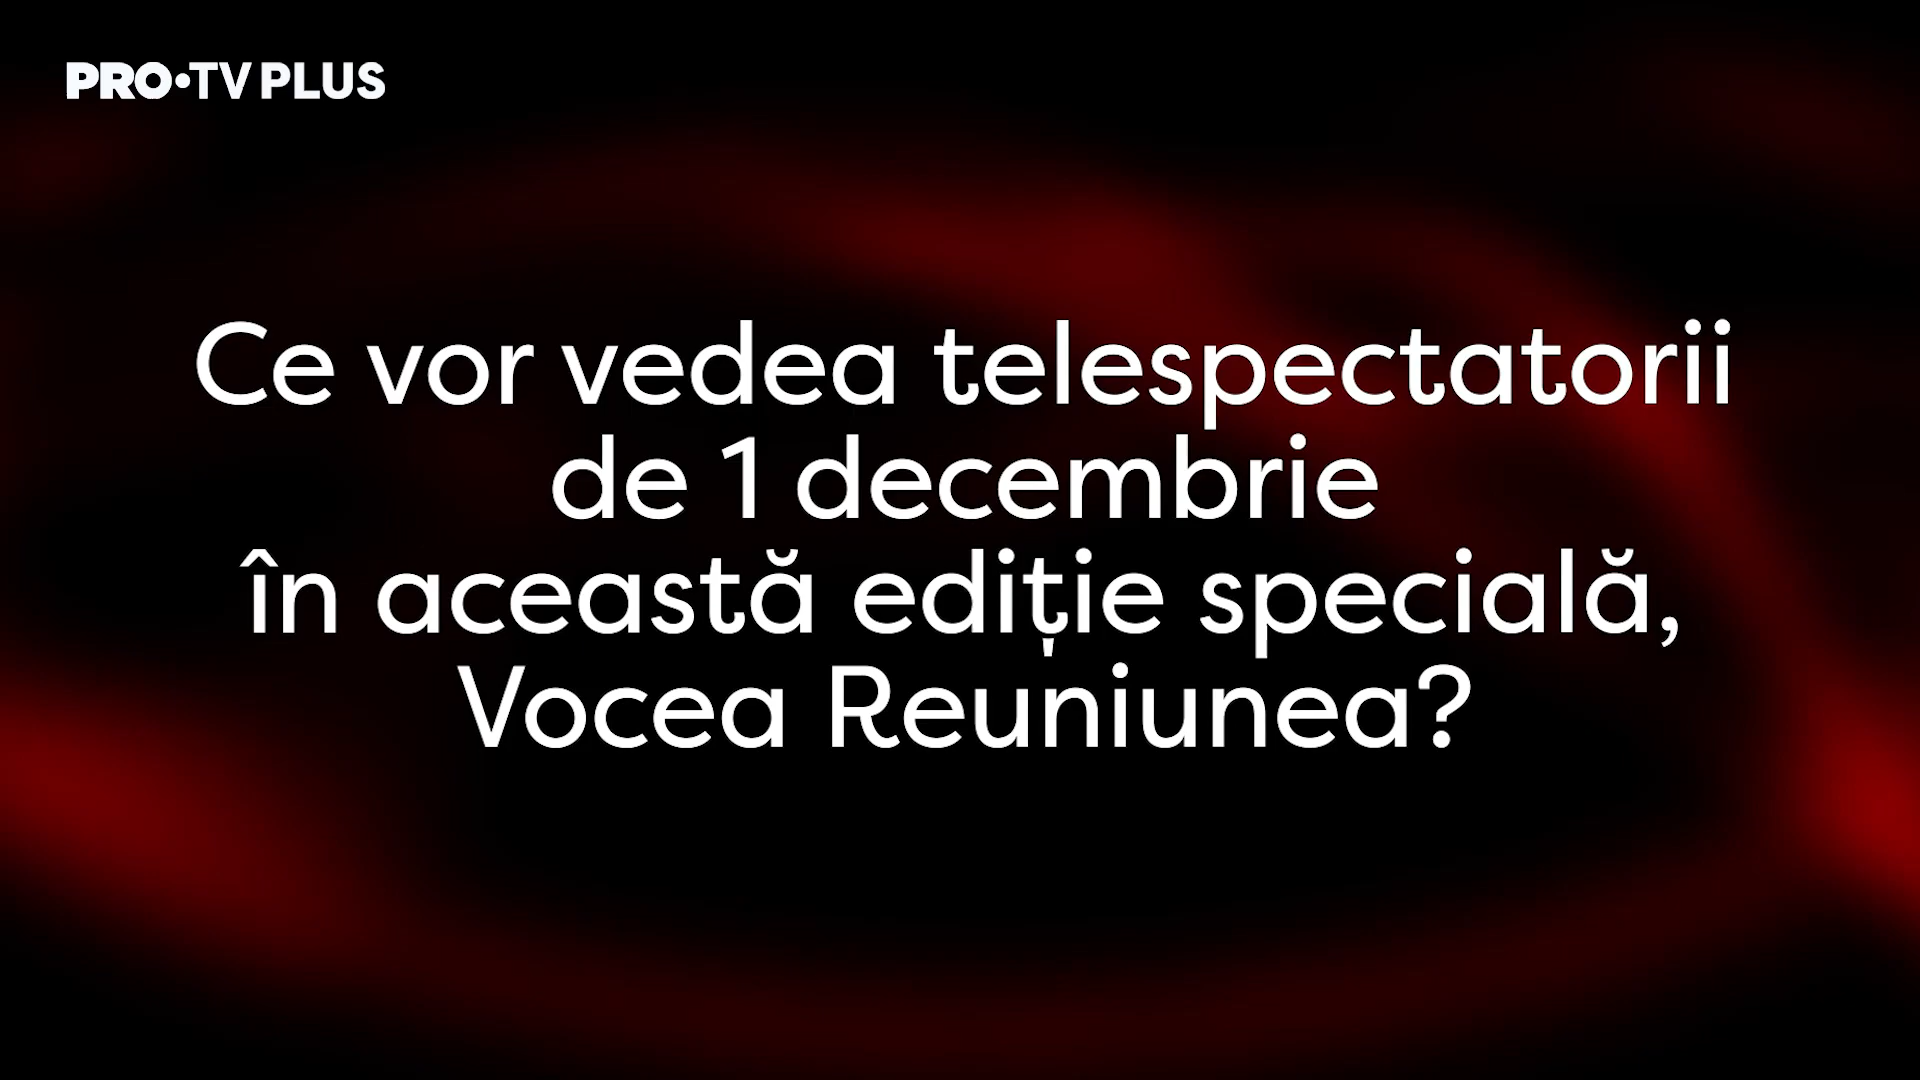 PRO•TV PLUS
Ce vor vedea telespectatorii
de 1 decembrie
în această ediție specială,
Vocea Reuniunea?